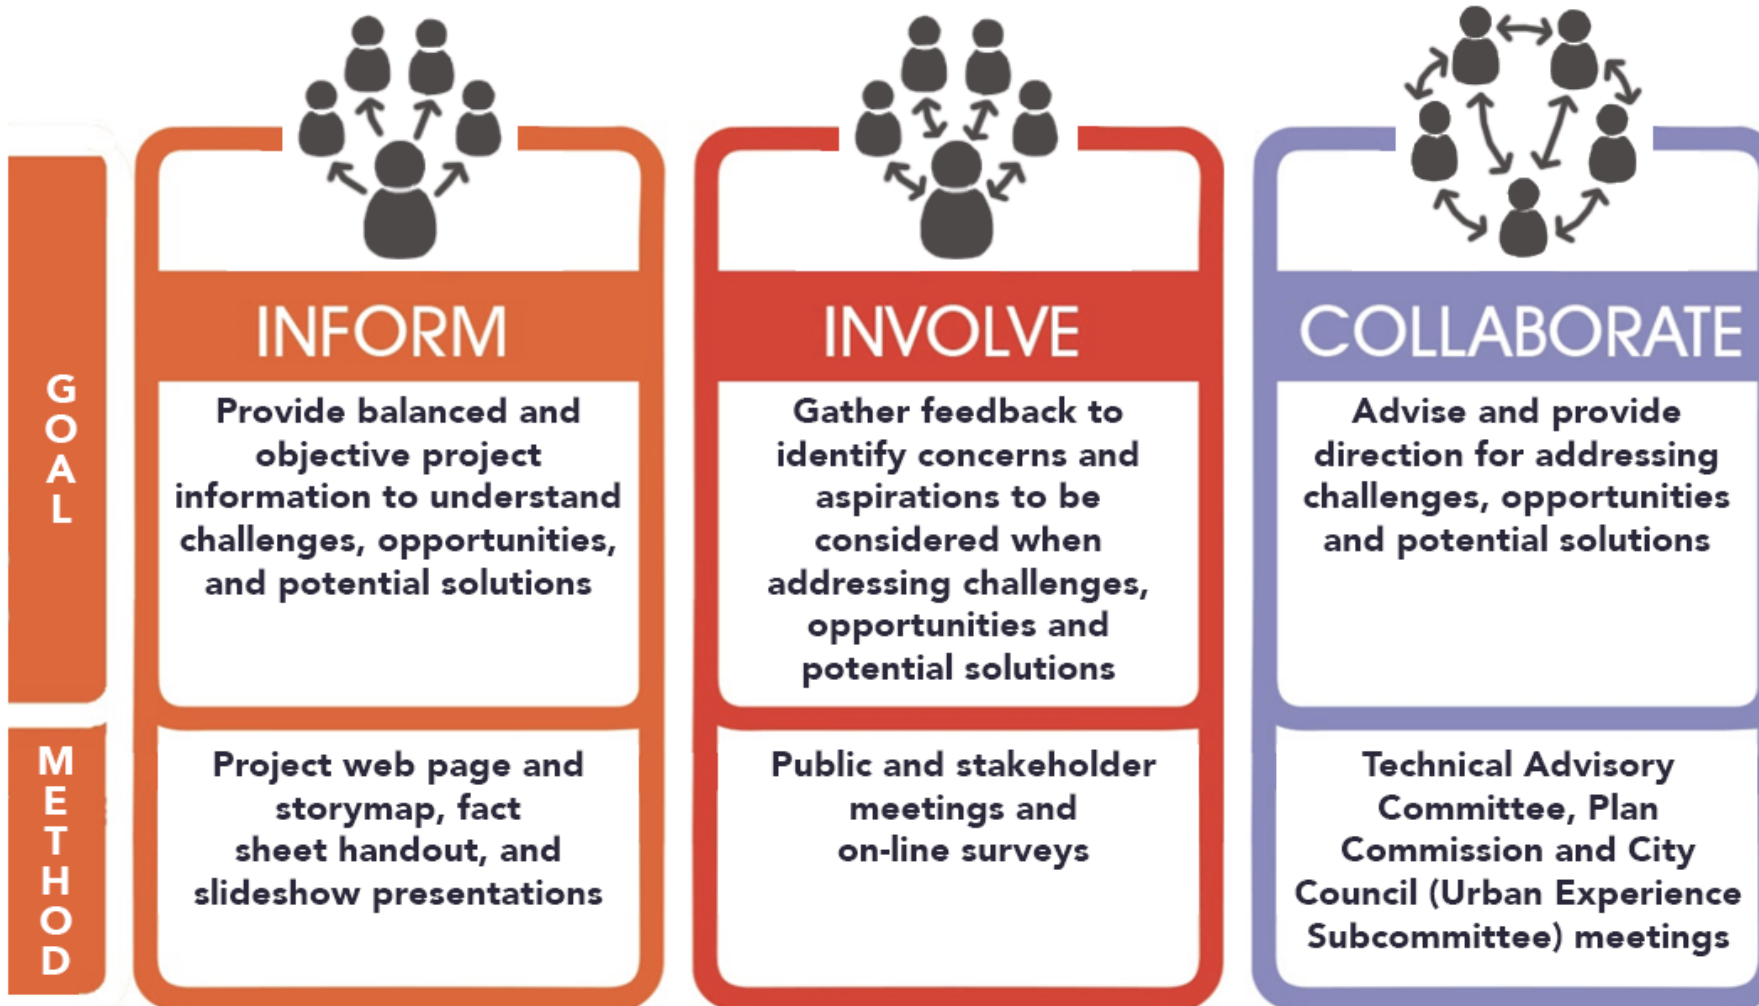 INFORM
INVOLVE
COLLABORATE
GOAL
Provide balanced and
objective project
information to understand
challenges, opportunities,
and potential solutions
Gather feedback to
identify concerns and
aspirations to be
considered when
addressing challenges,
opportunities and
potential solutions
Advise and provide
direction for addressing
challenges, opportunities
and potential solutions
METHOD
Project web page and
storymap, fact
sheet handout, and
slideshow presentations
Public and stakeholder
meetings and
on-line surveys
Technical Advisory
Committee, Plan
Commission and City
Council (Urban Experience
Subcommittee) meetings